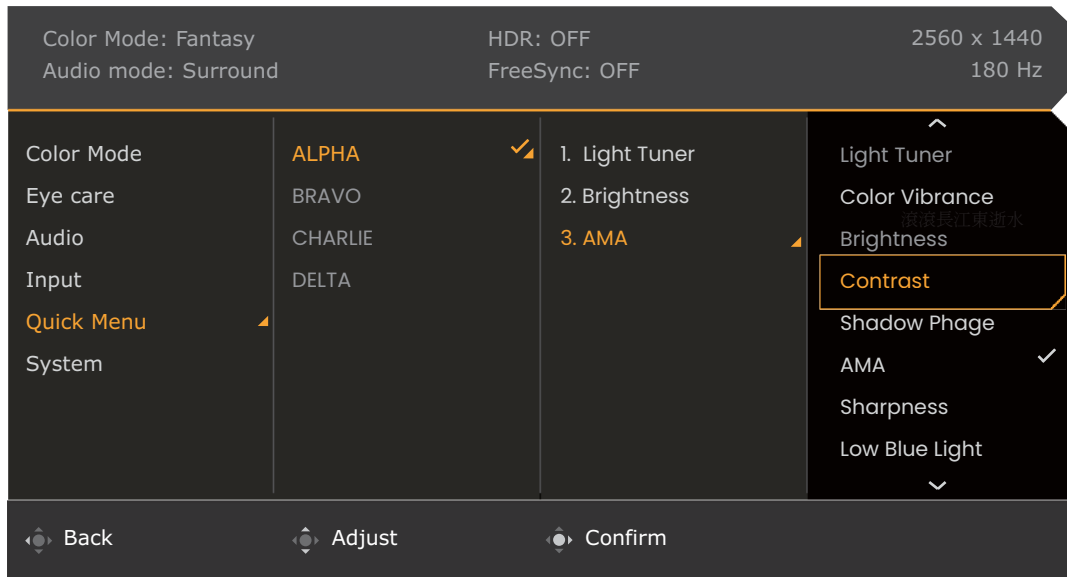 Color Mode: Fantasy HDR: OFF 2560 x 1440
Audio mode: Surround FreeSync: OFF 180 Hz
Color Mode
Eye care
Audio
Input
Quick Menu
System
ALPHA
BRAVO
CHARLIE
DELTA
1. Light Tuner
2. Brightness
3. AMA
Light Tuner
Color Vibrance
滾滾長江東逝水
Brightness
Contrast
Shadow Phage
AMA
Sharpness
Low Blue Light
Back Adjust Confirm